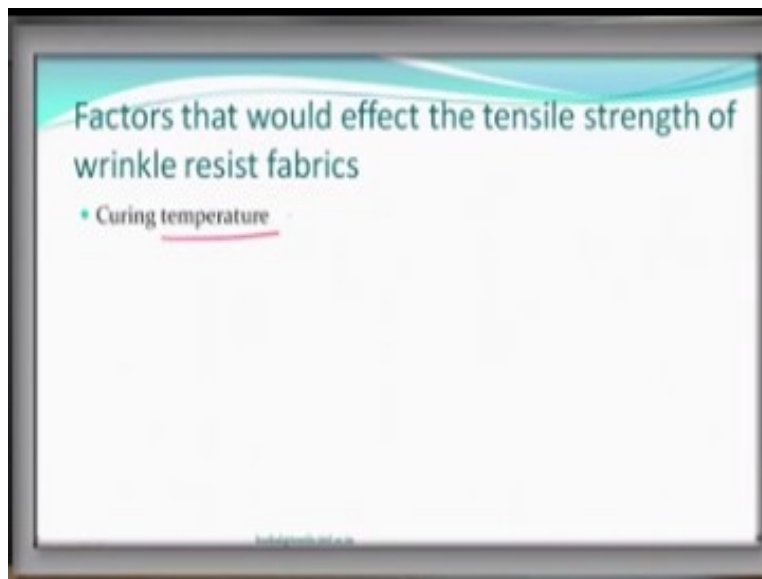 Factors that would effect the tensile strength of
wrinkle resist fabrics
• Curing temperature